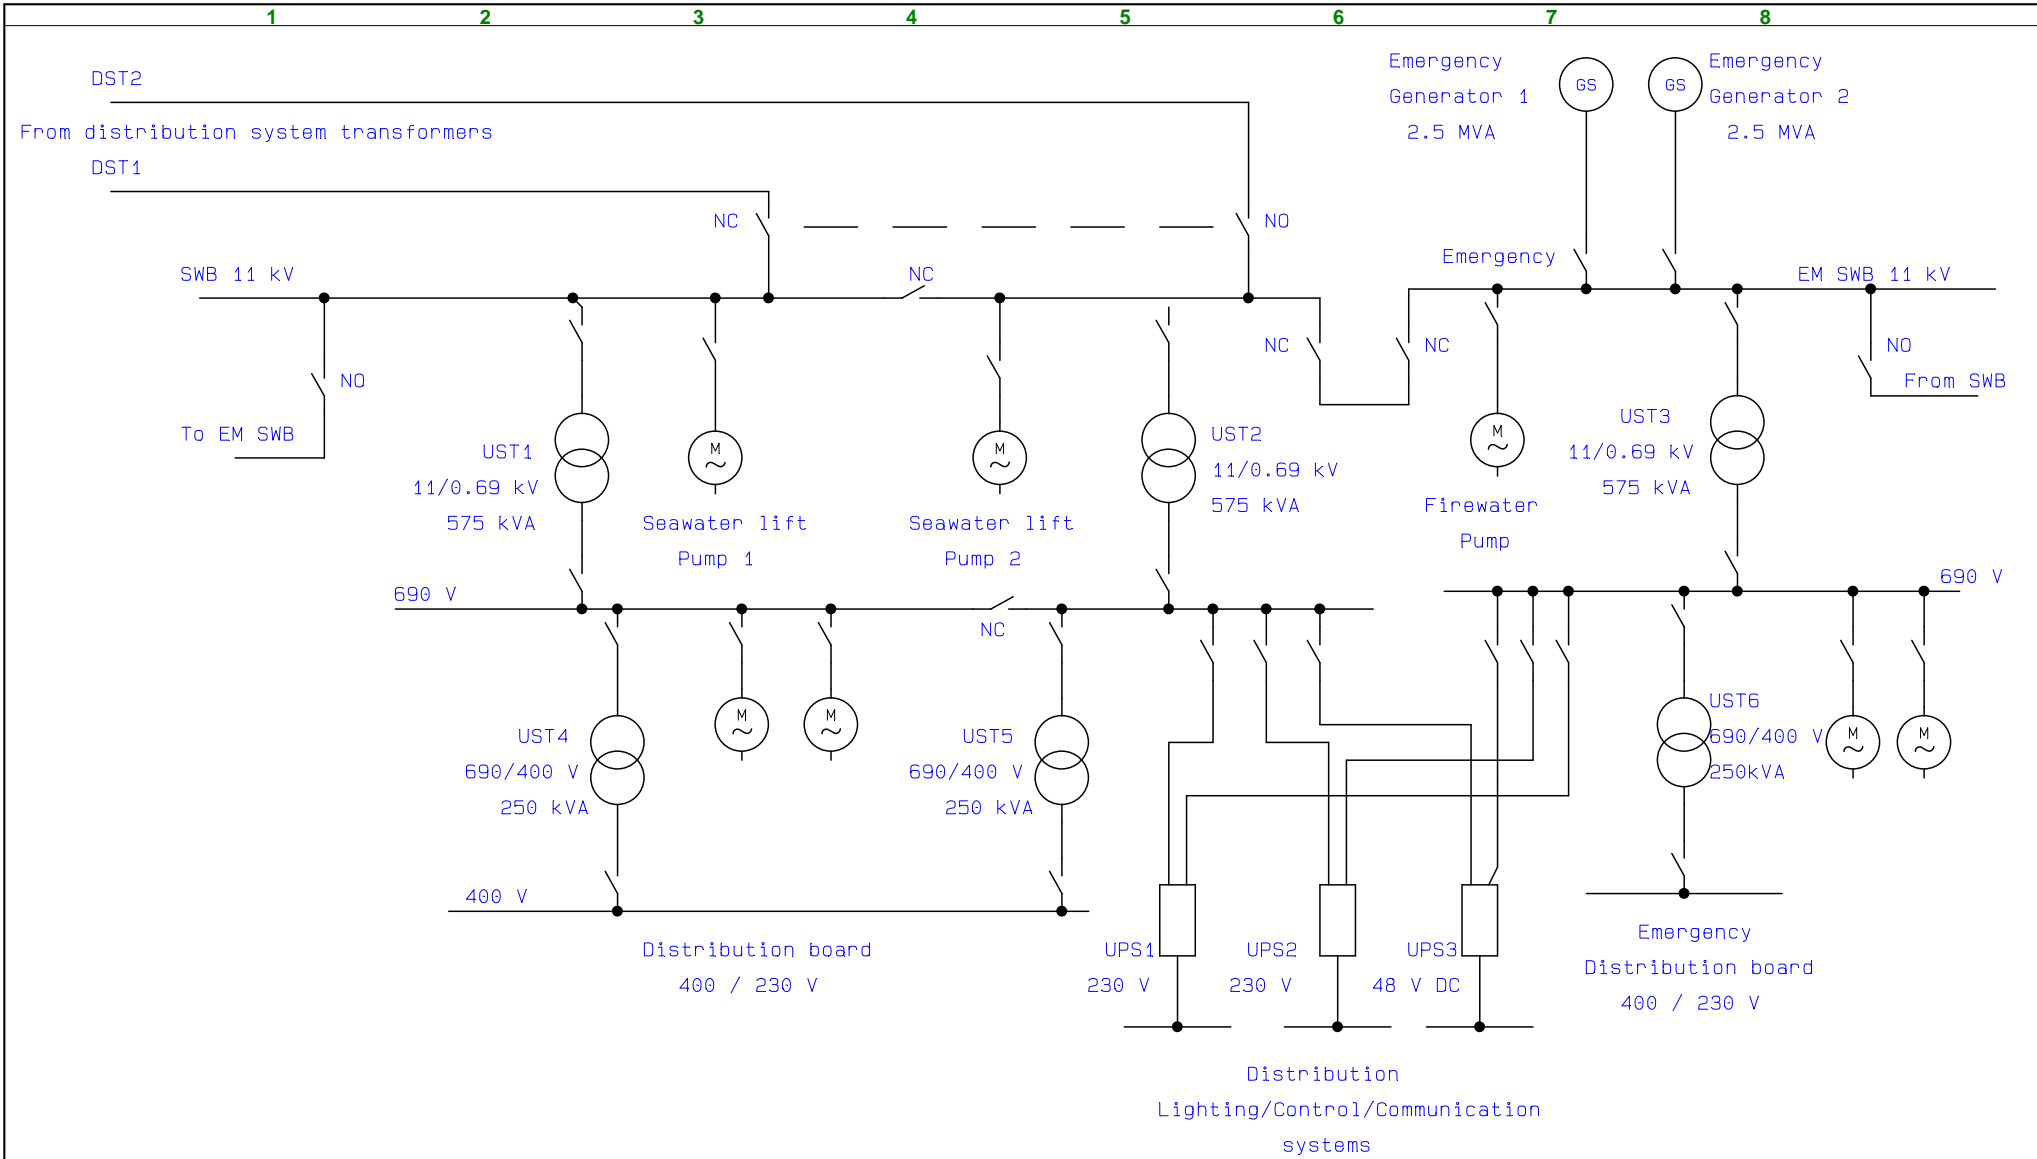 1 2 3 4 5 6 7 8
DST2
From distribution system transformers
DST1
Emergency
Generator 1
2.5 MVA
GS
GS
Emergency
Generator 2
2.5 MVA
NC
NO
SWB 11 kV
NC
Emergency
EM SWB 11 kV
NO
To EM SWB
NC
NC
NO
From SWB
UST1
11/0.69 kV
575 kVA
M
Seawater lift
Pump 1
M
Seawater lift
Pump 2
UST2
11/0.69 kV
575 kVA
M
Firewater
Pump
UST3
11/0.69 kV
575 kVA
690 V
NC
690 V
UST4
690/400 V
250 kVA
M
M
UST5
690/400 V
250 kVA
UST6
690/400 V
250kVA
M
M
400 V
Distribution board
400 / 230 V
UPS1
230 V
UPS2
230 V
UPS3
48 V DC
Emergency
Distribution board
400 / 230 V
Distribution
Lighting/Control/Communication
systems